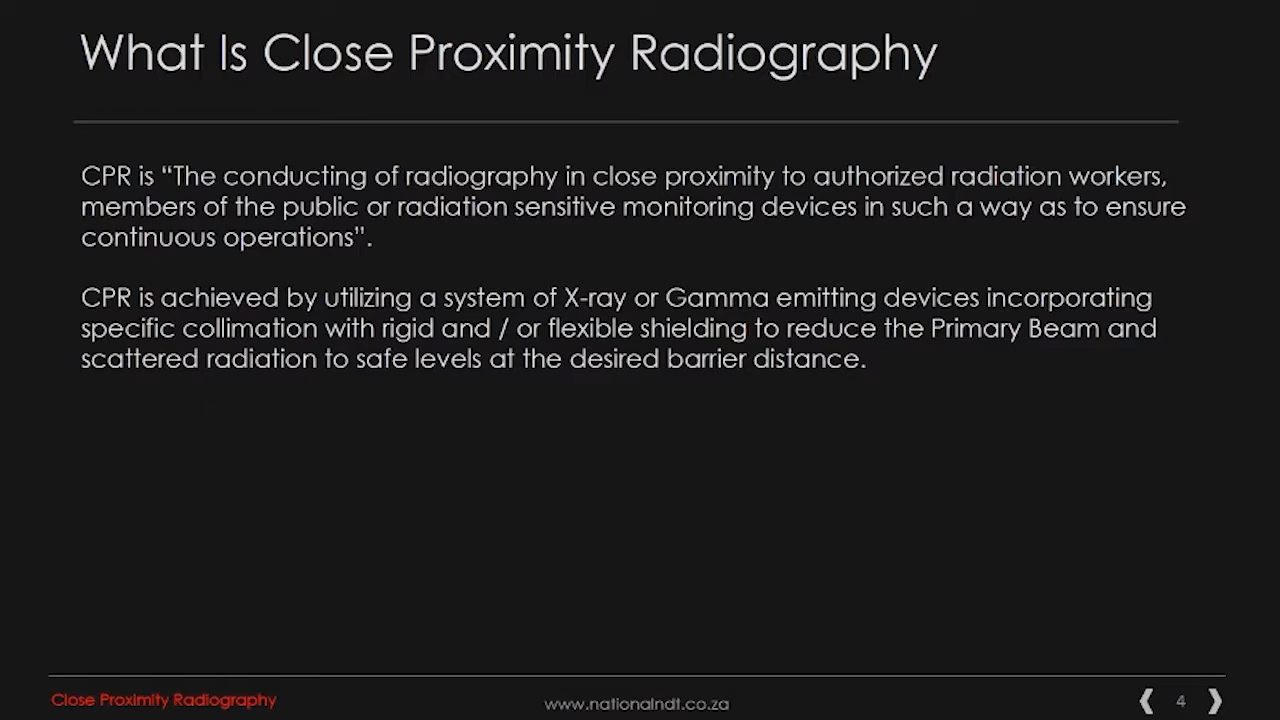 What Is Close Proximity Radiography
CPR is “The conducting of radiography in close proximity to authorized radiation workers,
members of the public or radiation sensitive monitoring devices in such a way as to ensure
continuous operations”.
CPR is achieved by utilizing a system of X-ray or Gamma emitting devices incorporating
specific collimation with rigid and / or flexible shielding to reduce the Primary Beam and
scattered radiation to safe levels at the desired barrier distance.
Close Proximity Radiography
www.nationalndt.co.za
4